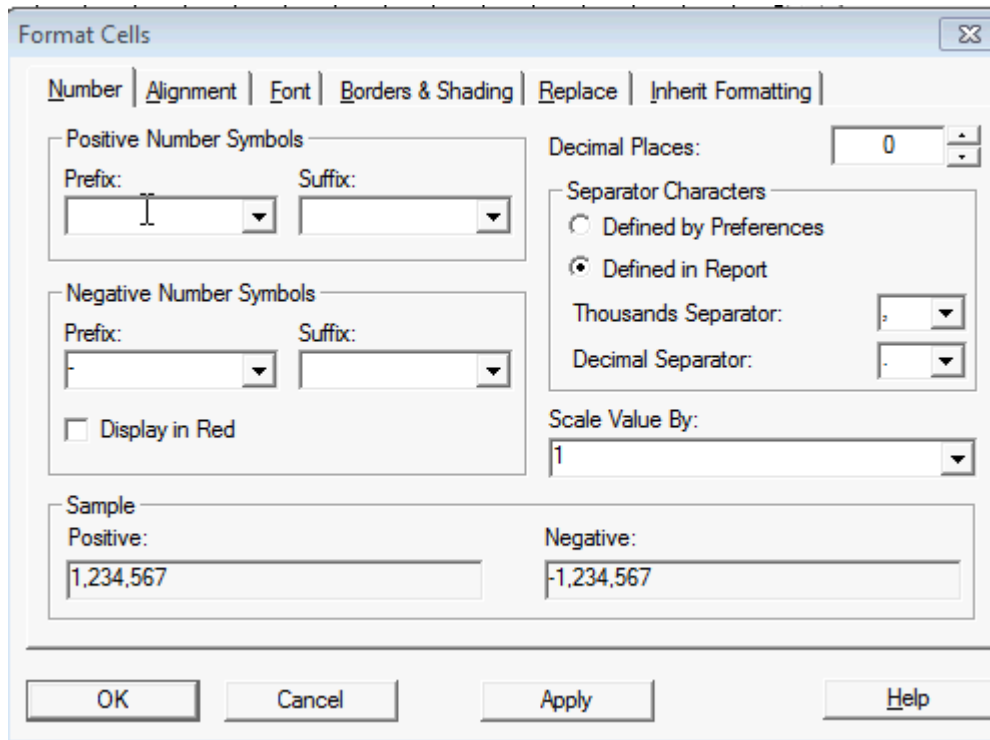 Format Cells
Number Alignment Font Borders & Shading Replace Inherit Formatting
Positive Number Symbols
Prefix: Suffix:
Negative Number Symbols
Prefix: Suffix:
-
Display in Red
Decimal Places: 0
Separator Characters
Defined by Preferences
Defined in Report
Thousands Separator: ,
Decimal Separator: .
Scale Value By:
1
Sample
Positive: Negative:
1,234,567 -1,234,567
OK Cancel Apply Help